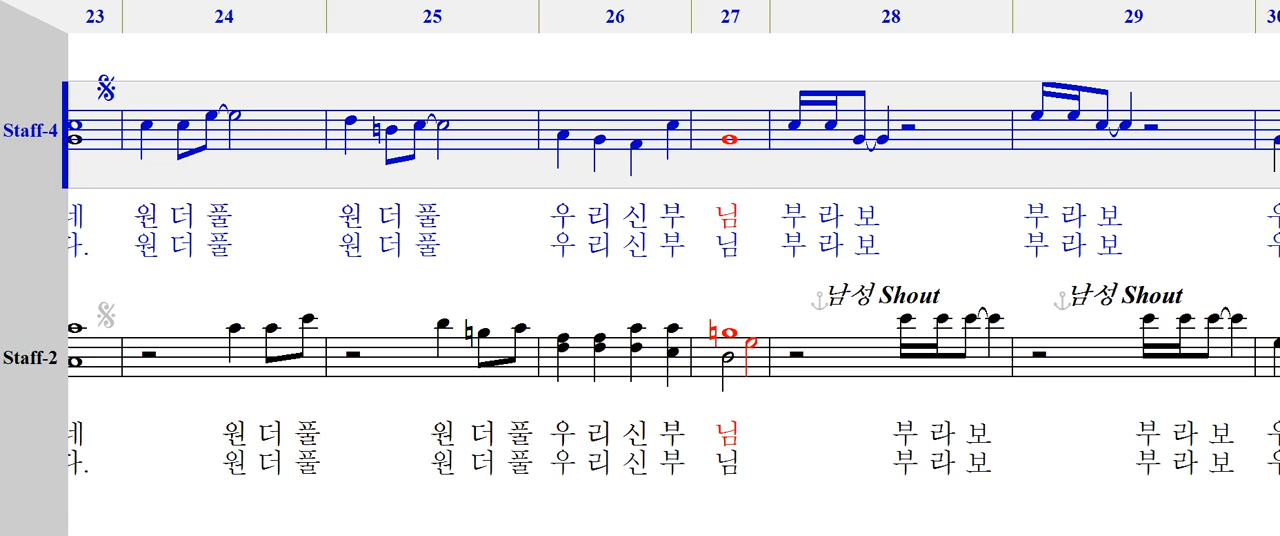 23 24 25 26 27 28 29
Staff-4
네 원 더 풀 원 더 풀 우 리 신 부 님 부 라 보 부 라 보
다. 원 더 풀 원 더 풀 우 리 신 부 님 부 라 보 부 라 보
남성 Shout 남성 Shout
Staff-2
네 원 더 풀 원 더 풀 우 리 신 부 님 부 라 보 부 라 보
다. 원 더 풀 원 더 풀 우 리 신 부 님 부 라 보 부 라 보